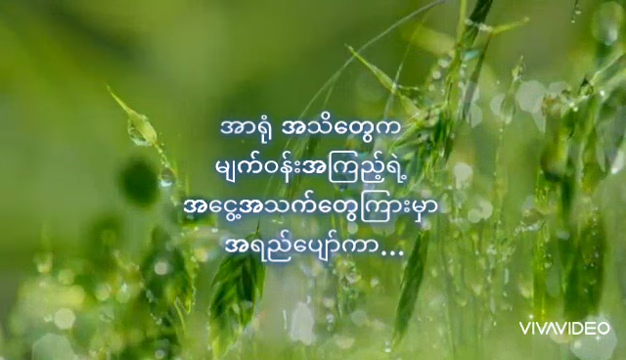 အာရုံ အသိတွေက
မျက်ဝန်းအကြည့်ရဲ့
အငွေ့အသက်တွေကြားမှာ
အရည်ပျော်ကာ...
VIVAVIDEO